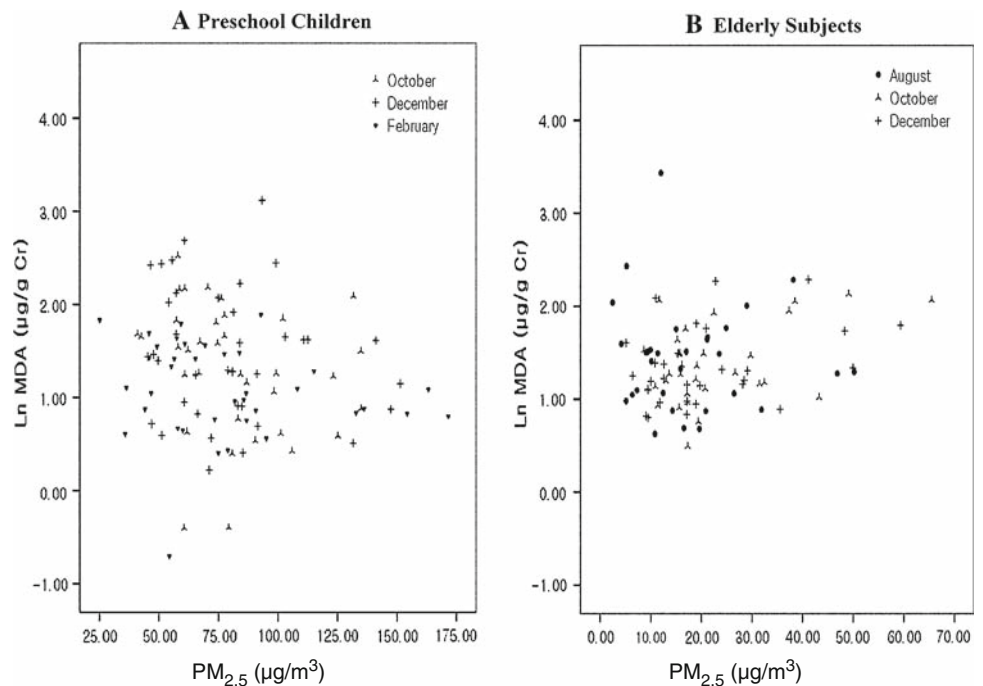 A Preschool Children
Ln MDA (µg/g Cr)
4.00
3.00
2.00
1.00
0.00
−1.00
October
December
February
25.00 50.00 75.00 100.00 125.00 150.00 175.00
PM2.5 (µg/m³)
B Elderly Subjects
Ln MDA (µg/g Cr)
4.00
3.00
2.00
1.00
0.00
−1.00
August
October
December
0.00 10.00 20.00 30.00 40.00 50.00 60.00 70.00
PM2.5 (µg/m³)